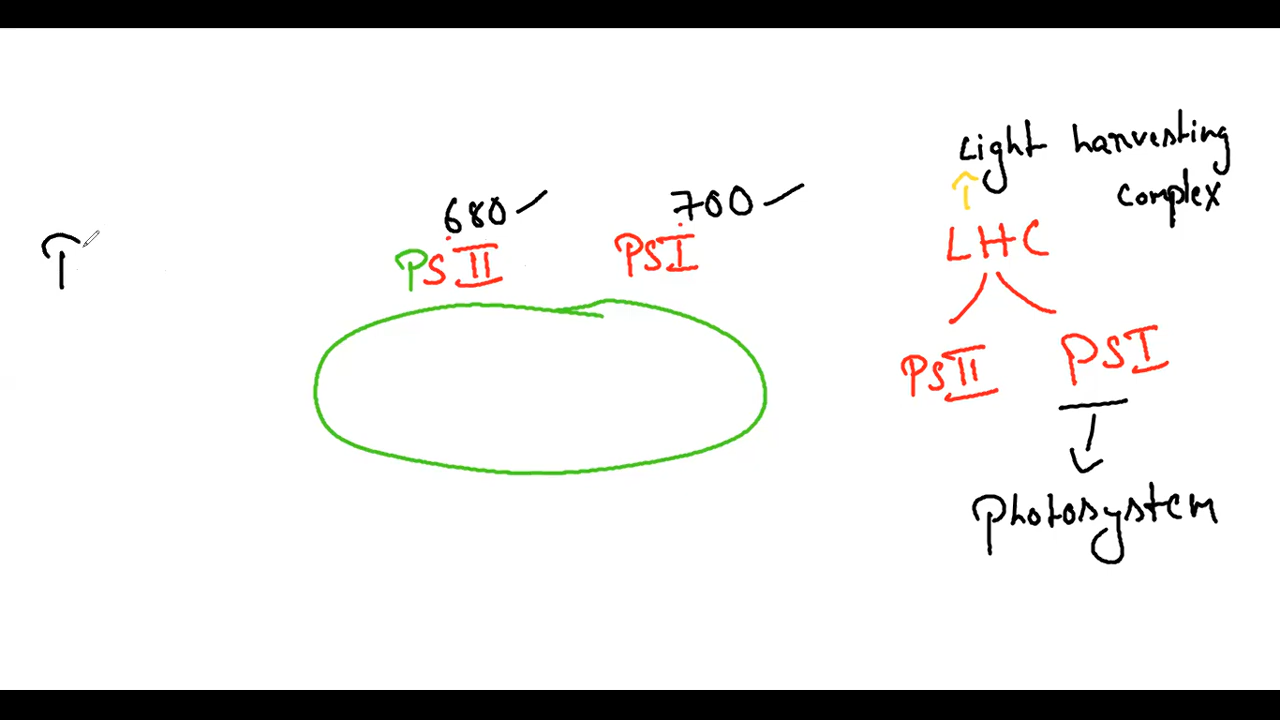 Light harvesting
complex
680 700
PS II PS I
LHC
PS II PS I
Photosystem